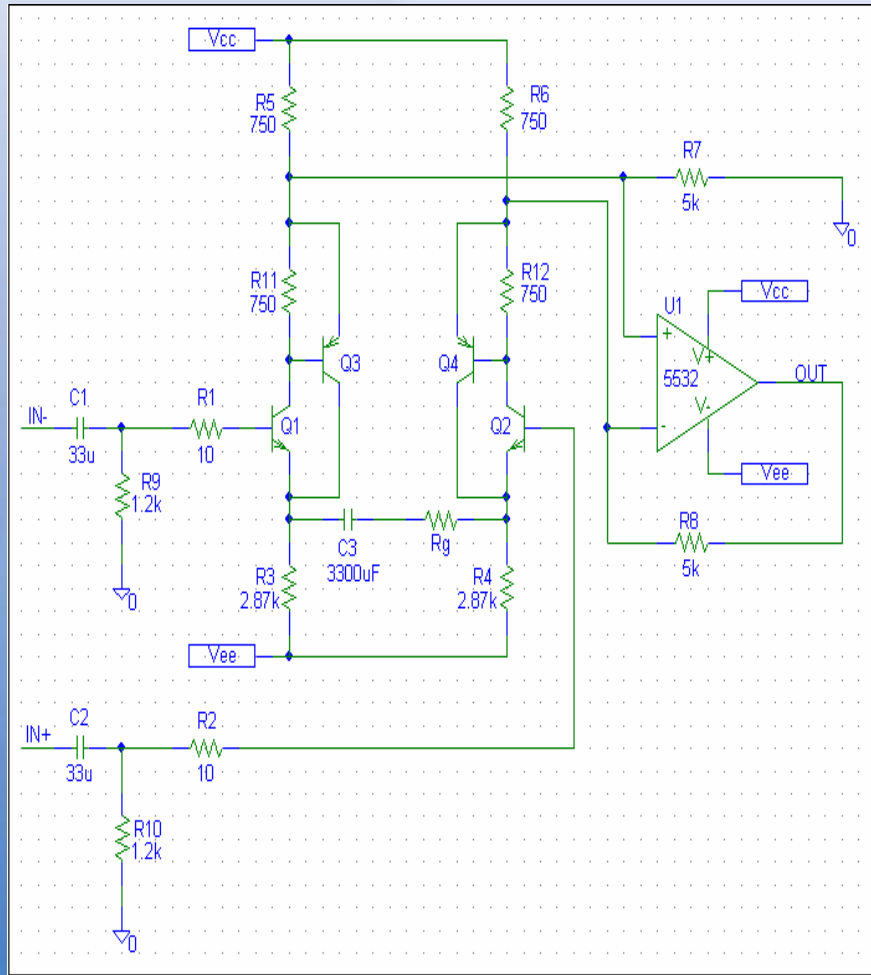 Vcc
R5
750
R6
750
R7
5k
0
R11
750
R12
750
U1
Vcc
Q3
Q4
+
V+
5532
OUT
V-
-
C1
IN-
33u
R1
10
Q1
Q2
R9
1.2k
Vee
0
C3
3300uF
Rg
R8
5k
R3
2.87k
R4
2.87k
Vee
C2
IN+
33u
R2
10
R10
1.2k
0